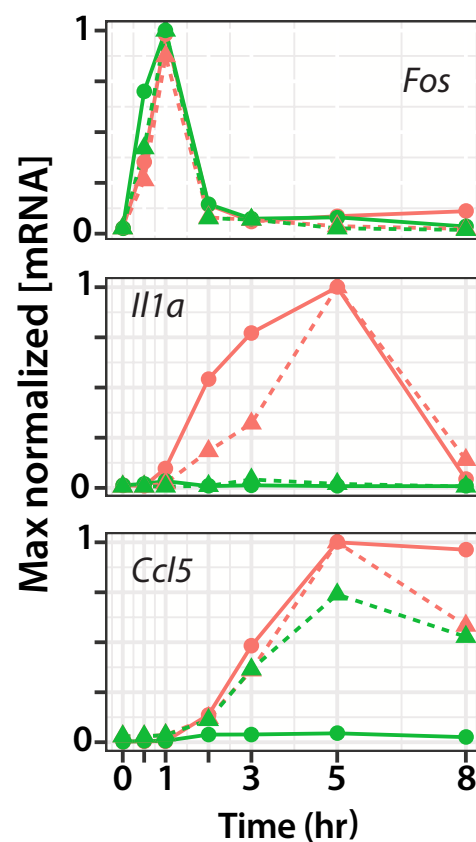 Max normalized [mRNA]
1
Fos
0
1
Il1a
0
1
Ccl5
0
0 1 3 5 8
Time (hr)